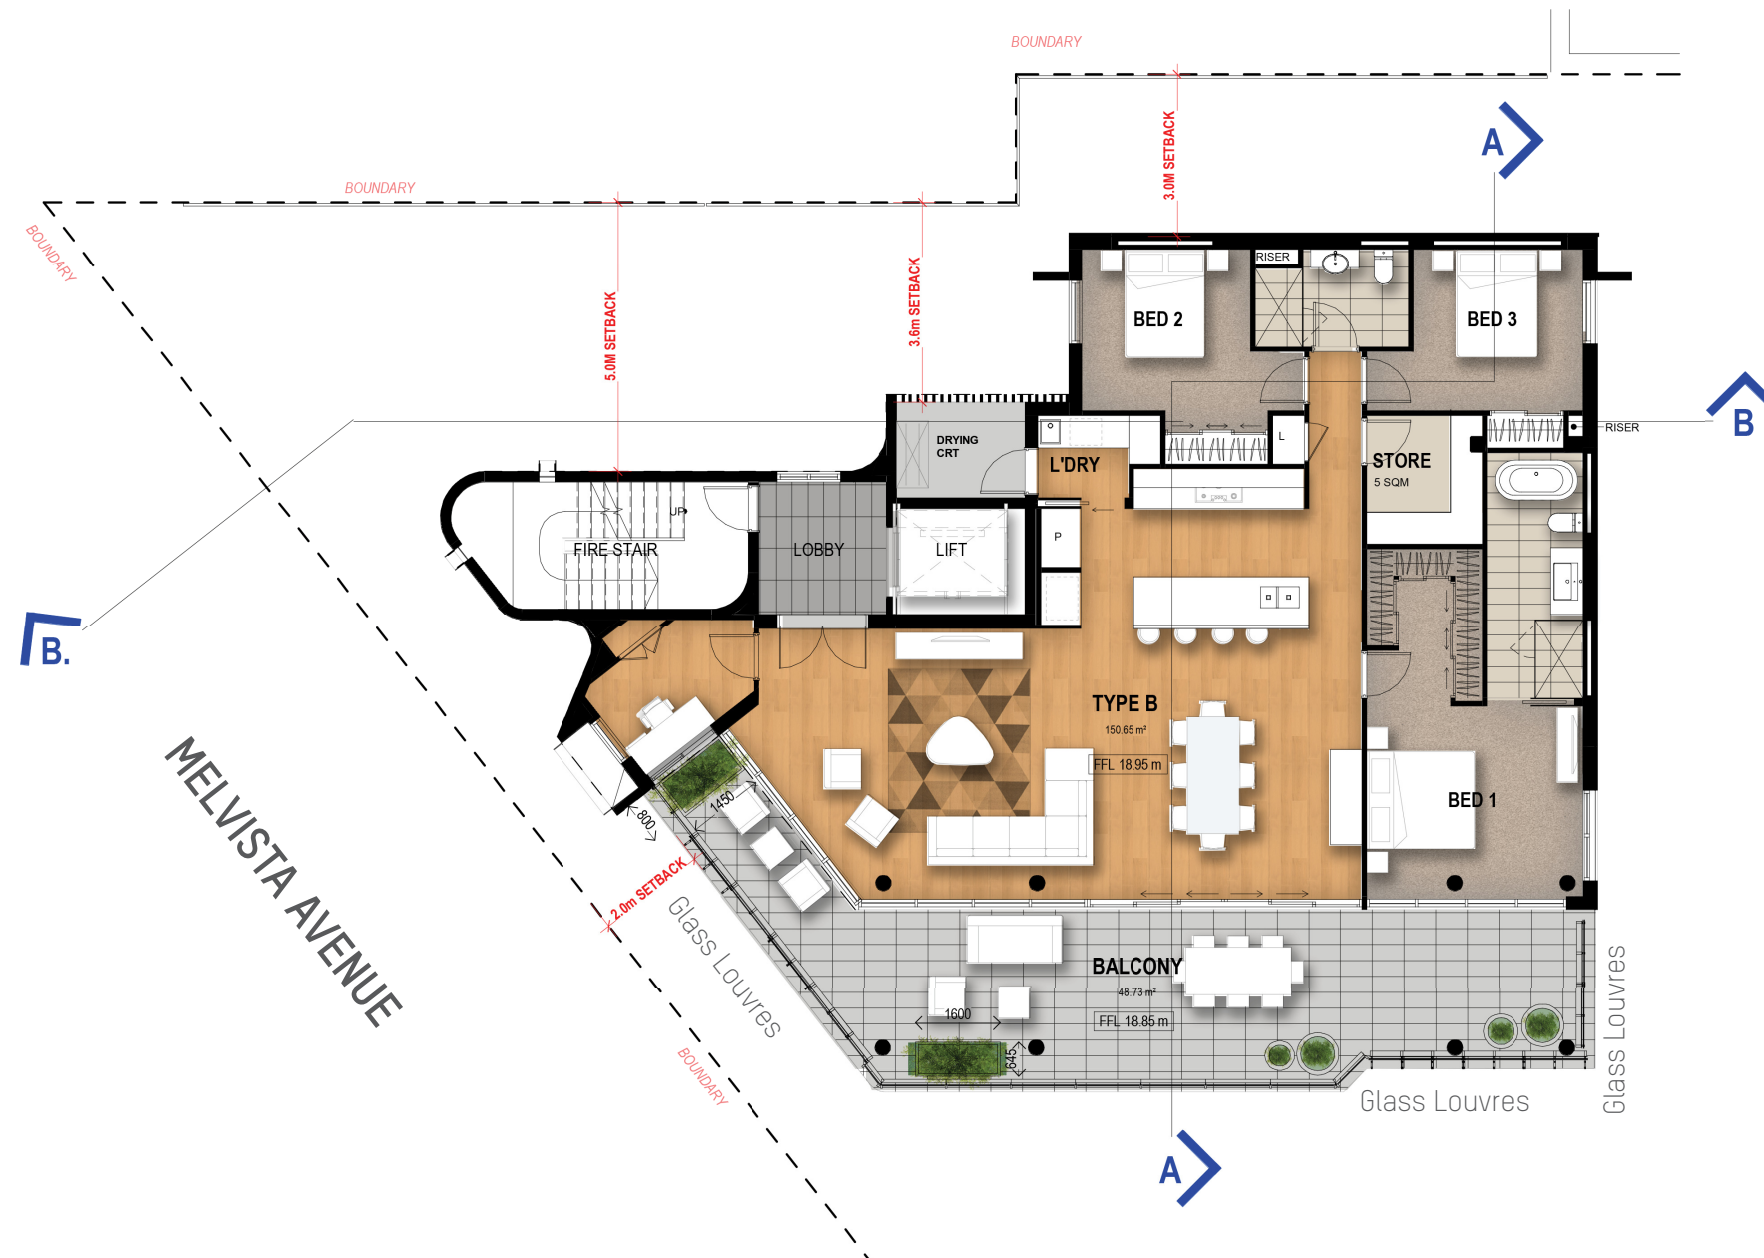 BOUNDARY
A
3.0M SETBACK
BOUNDARY
BOUNDARY
5.0M SETBACK
3.6m SETBACK
RISER
BED 2
BED 3
B
RISER
DRYING
CRT
L
L'DRY
STORE
5 SQM
UP
FIRE STAIR
LOBBY
LIFT
P
B.
TYPE B
150.65 m²
FFL 18.95 m
BED 1
1450
800
2.0m SETBACK
MELVISTA AVENUE
Glass Louvres
BALCONY
48.73 m²
FFL 18.85 m
1600
645
Glass Louvres
Glass Louvres
BOUNDARY
A